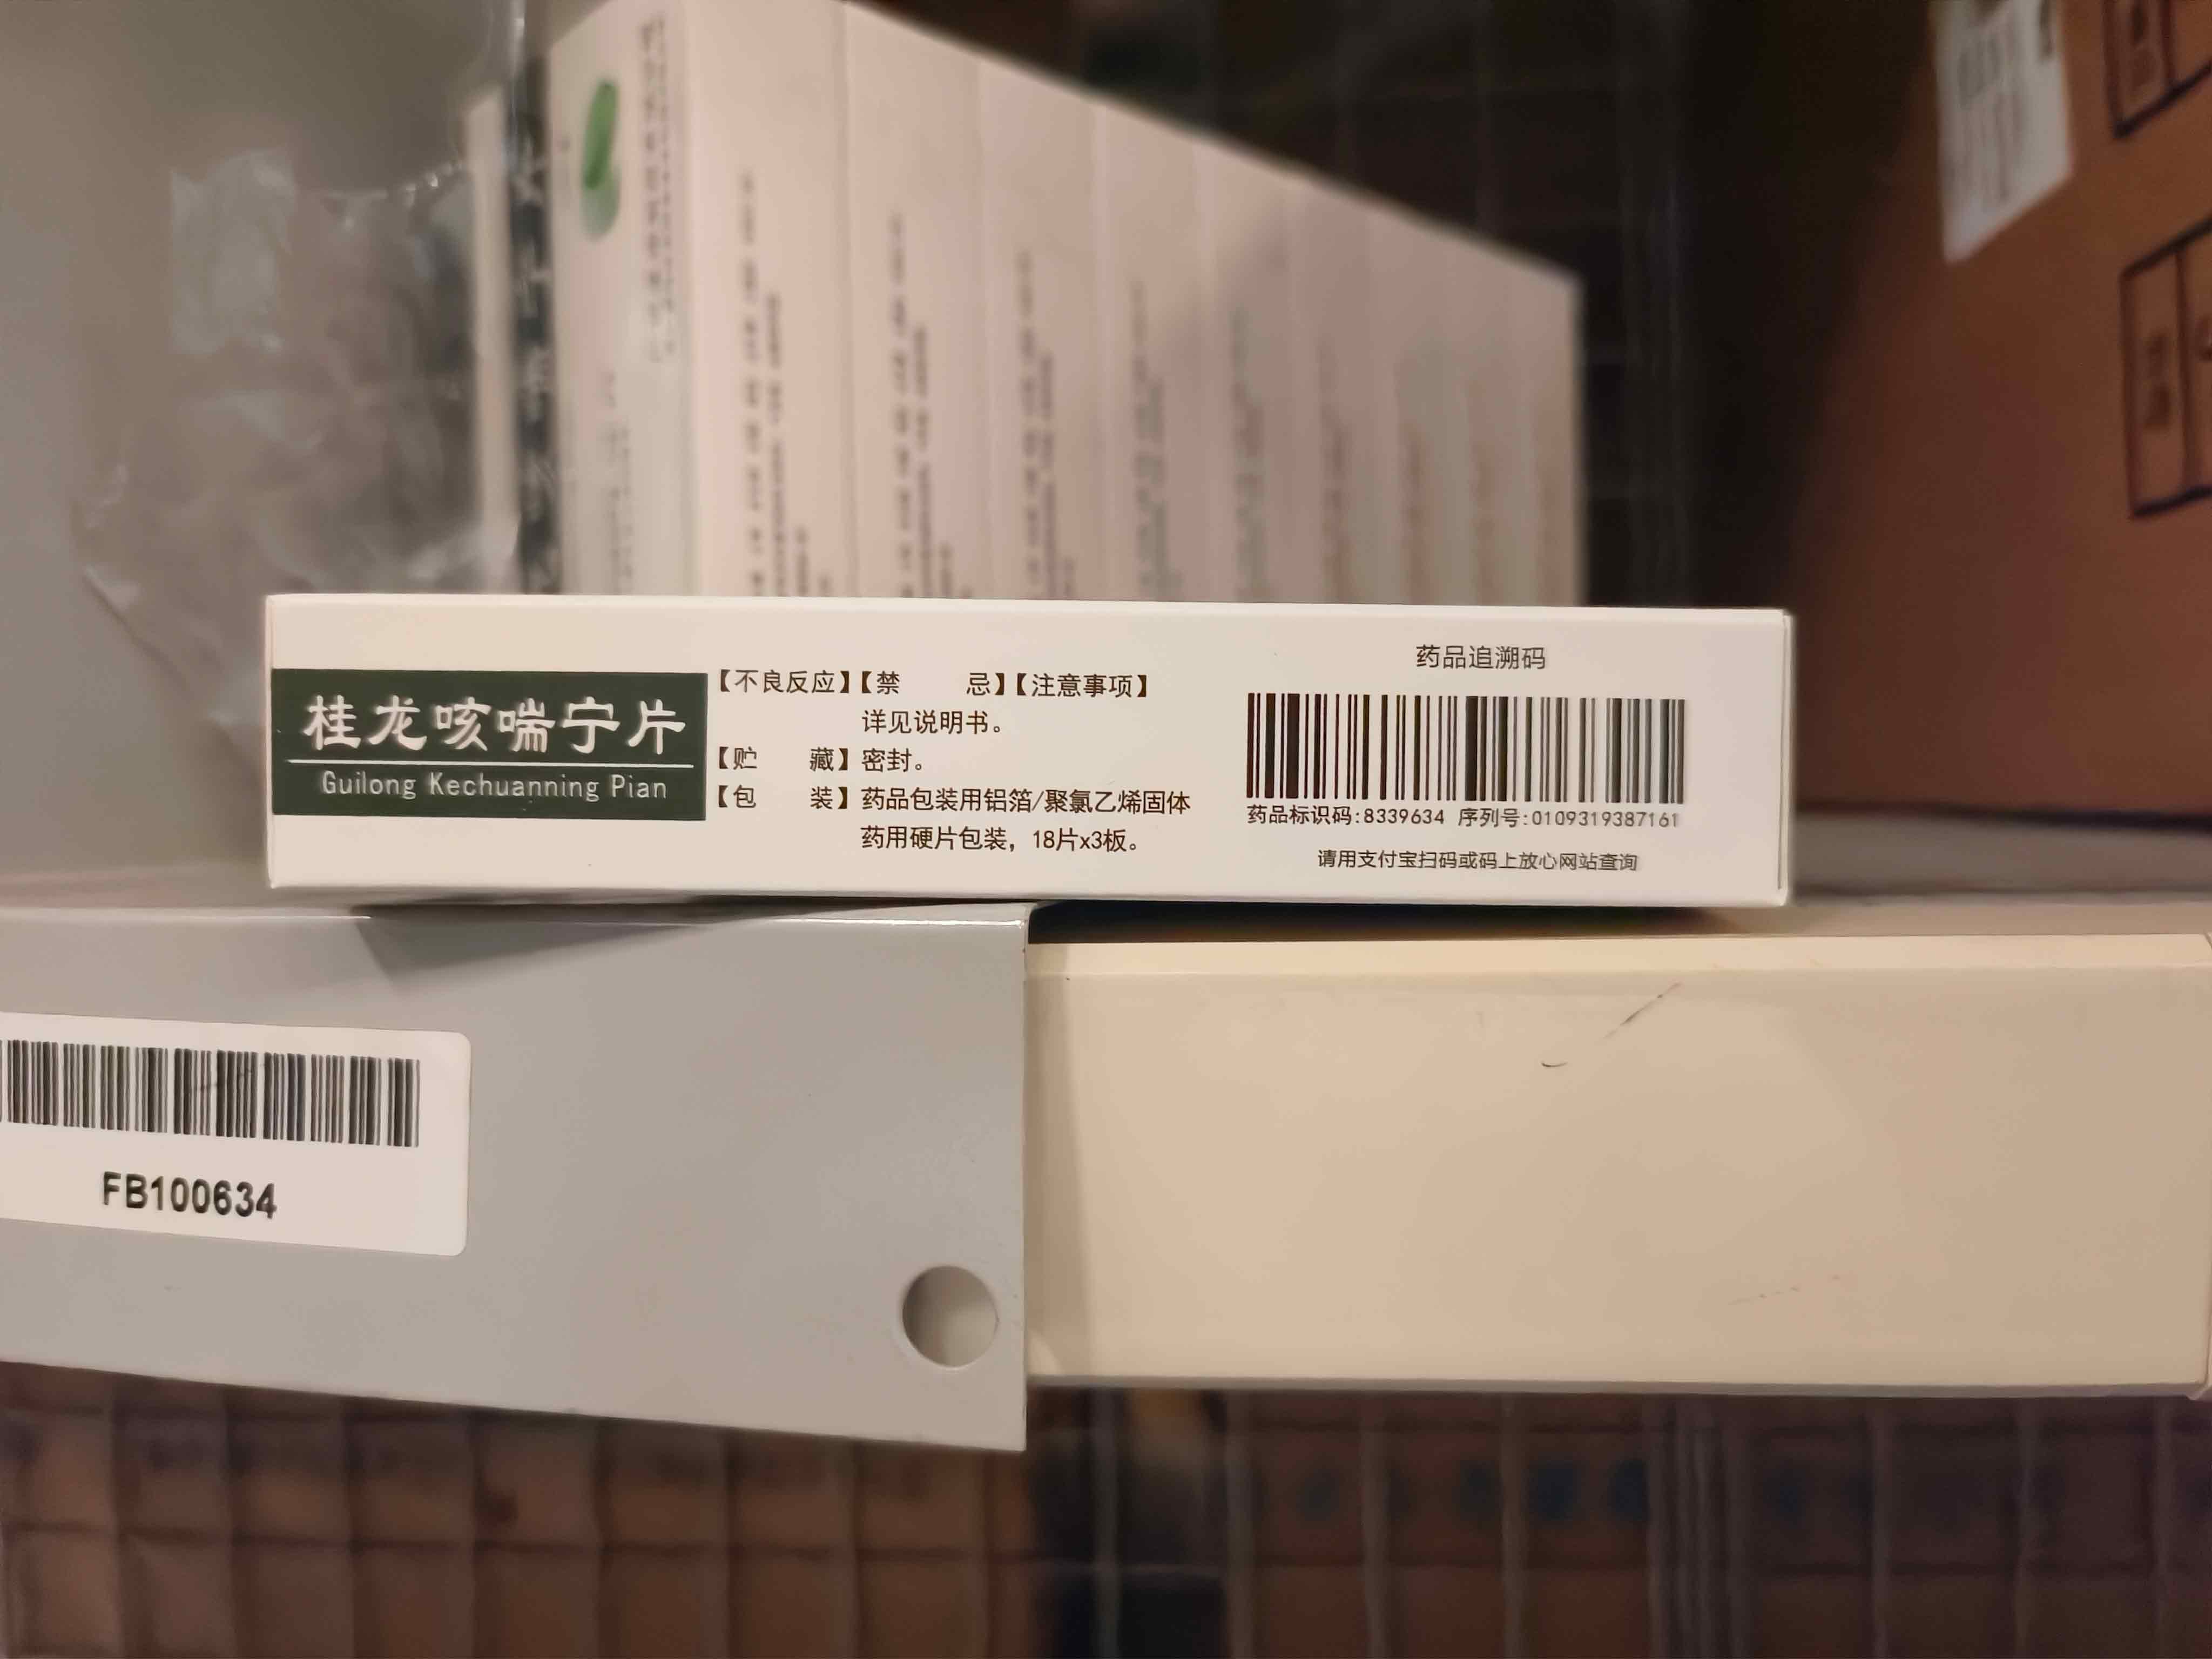 桂龙咳喘宁片
Guilong Kechuanning Pian
【不良反应】【禁 忌】【注意事项】
详见说明书。
【贮 藏】密封。
【包 装】药品包装用铝箔/聚氯乙烯固体
药用硬片包装，18片x3板。
药品追溯码
药品标识码:8339634 序列号:0109319387161
请用支付宝扫码或码上放心网站查询
FB100634